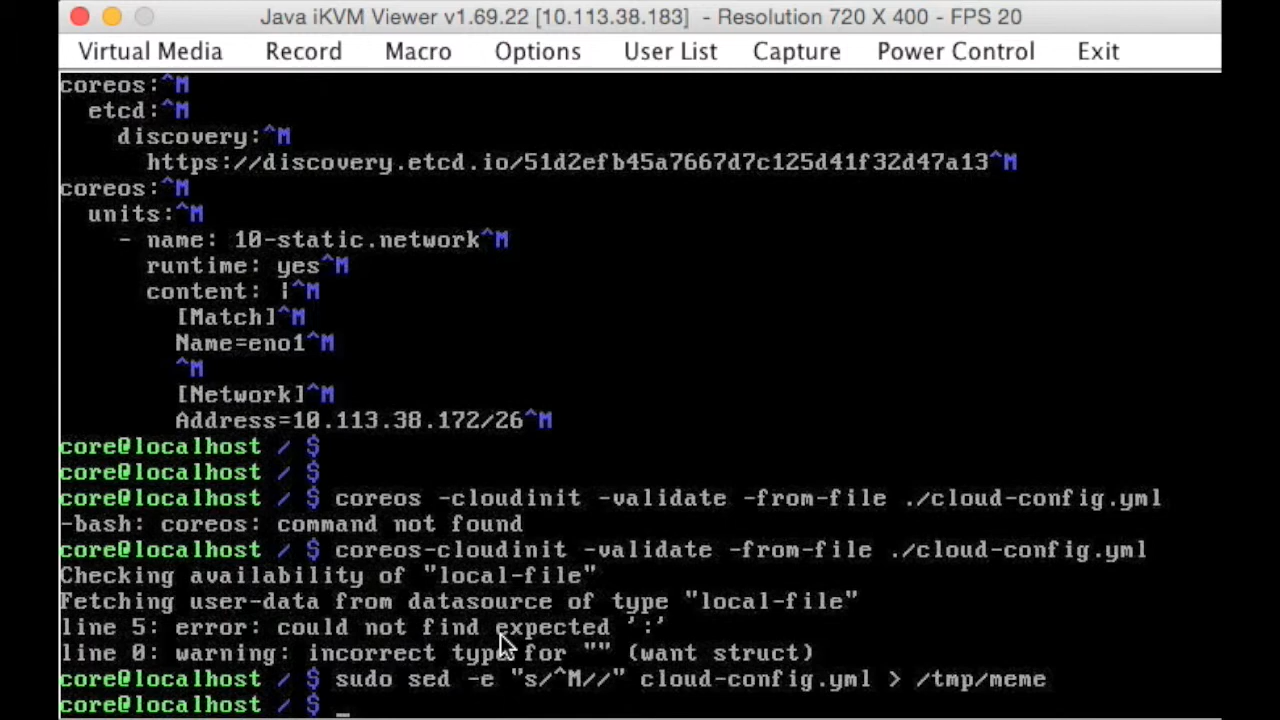 Java iKVM Viewer v1.69.22 [10.113.38.183] - Resolution 720 X 400 - FPS 20
Virtual Media Record Macro Options User List Capture Power Control Exit
coreos:^M
  etcd:^M
    discovery:^M
      https://discovery.etcd.io/51d2efb45a7667d7c125d41f32d47a13^M
coreos:^M
  units:^M
    - name: 10-static.network^M
      runtime: yes^M
      content: |^M
        [Match]^M
        Name=eno1^M
        ^M
        [Network]^M
        Address=10.113.38.172/26^M
core@localhost / $
core@localhost / $
core@localhost / $ coreos -cloudinit -validate -from-file ./cloud-config.yml
-bash: coreos: command not found
core@localhost / $ coreos-cloudinit -validate -from-file ./cloud-config.yml
Checking availability of "local-file"
Fetching user-data from datasource of type "local-file"
line 5: error: could not find expected ':'
line 0: warning: incorrect type for "" (want struct)
core@localhost / $ sudo sed -e "s/^M//" cloud-config.yml > /tmp/meme
core@localhost / $ _